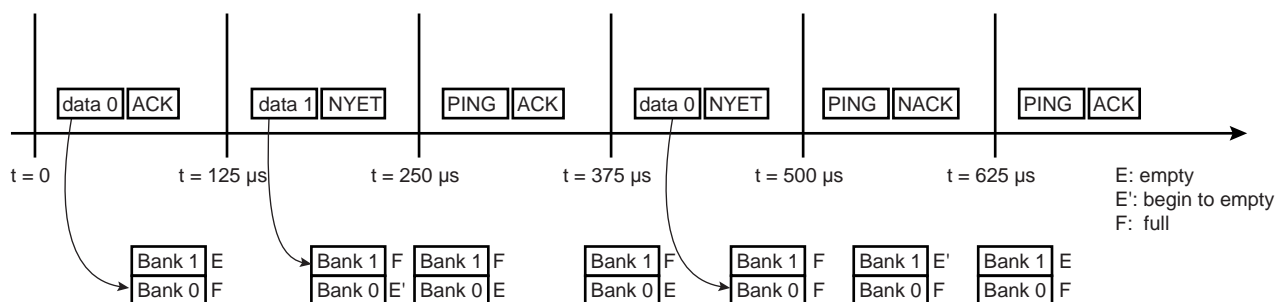 data 0 ACK data 1 NYET PING ACK data 0 NYET PING NACK PING ACK
t = 0 t = 125 µs t = 250 µs t = 375 µs t = 500 µs t = 625 µs E: empty
E': begin to empty
F: full
Bank 1 E Bank 1 F Bank 1 F Bank 1 F Bank 1 F Bank 1 E' Bank 1 E
Bank 0 F Bank 0 E' Bank 0 E Bank 0 E Bank 0 F Bank 0 F Bank 0 F